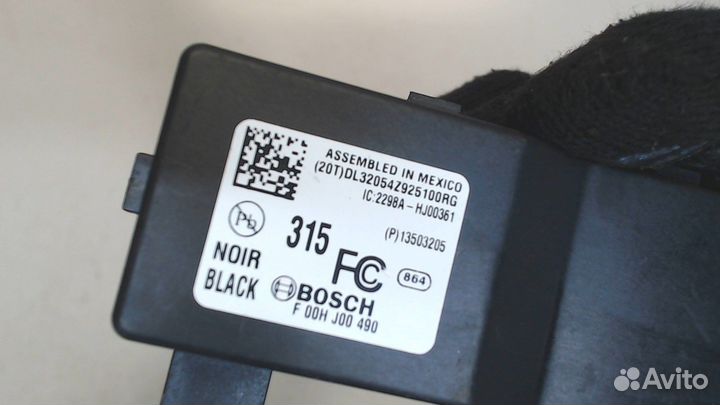 ASSEMBLED IN MEXICO
(20T)DL32054Z925100RG
IC:2298A-HJ00361
(P)13503205
Pb
315
FC
864
NOIR
BLACK
BOSCH
F 00H J00 490
Avito